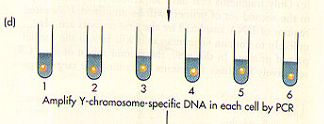 (d)
1 2 3 4 5 6
Amplify Y-chromosome-specific DNA in each cell by PCR